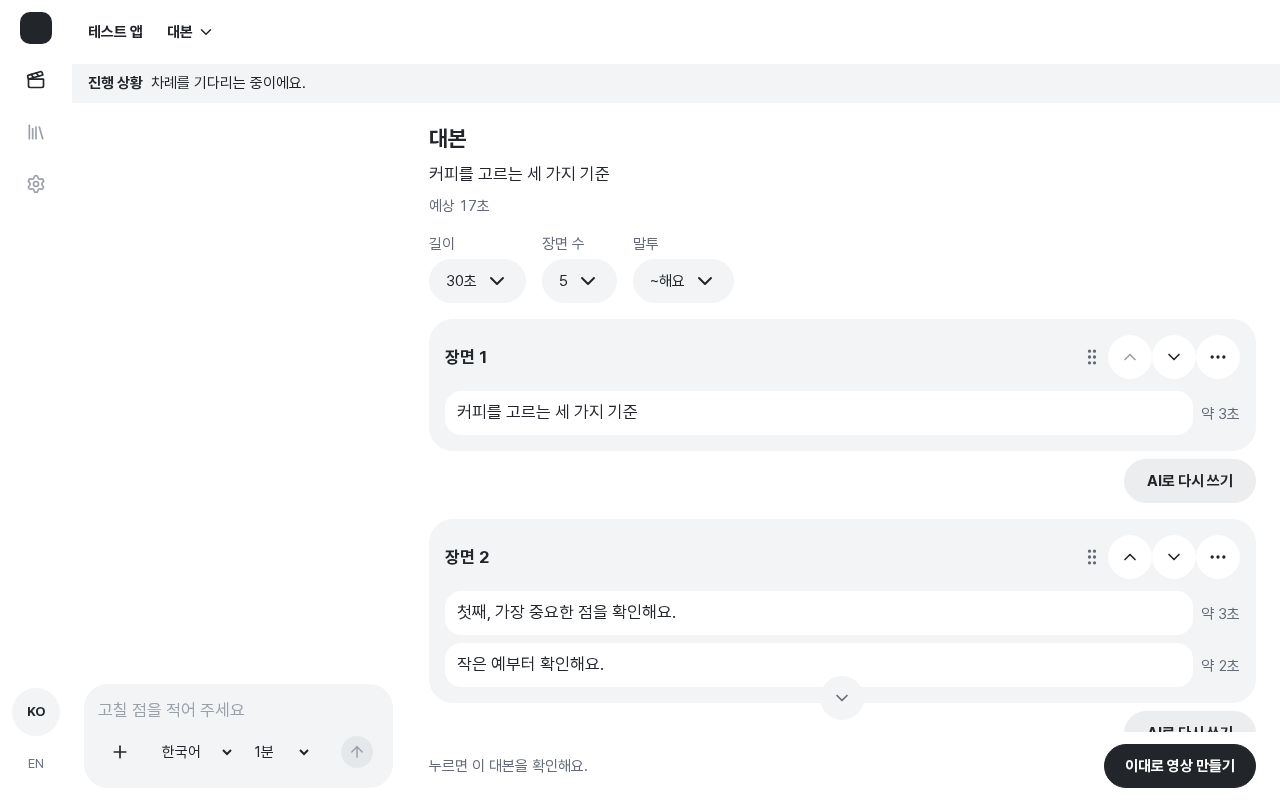 테스트 앱 대본
진행 상황 차례를 기다리는 중이에요.
대본
커피를 고르는 세 가지 기준
예상 17초
길이 장면 수 말투
30초 5 ~해요
장면 1
커피를 고르는 세 가지 기준 약 3초
AI로 다시 쓰기
장면 2
첫째, 가장 중요한 점을 확인해요. 약 3초
작은 예부터 확인해요. 약 2초
AI로 다시 쓰기
누르면 이 대본을 확인해요. 이대로 영상 만들기
고칠 점을 적어 주세요
한국어 1분
KO
EN